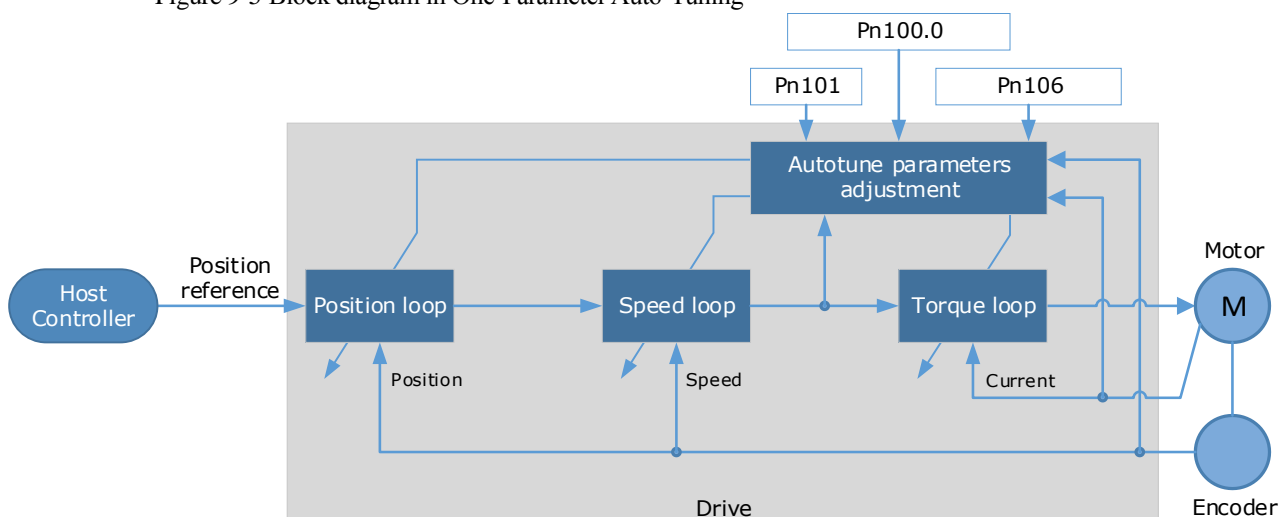 Figure 9-3 Block diagram in One Parameter Auto-Tuning
Pn100.0
Pn101
Pn106
Autotune parameters
adjustment
Motor
Position
reference
Host
Controller
Position loop
Speed loop
Torque loop
M
Position
Speed
Current
Drive
Encoder